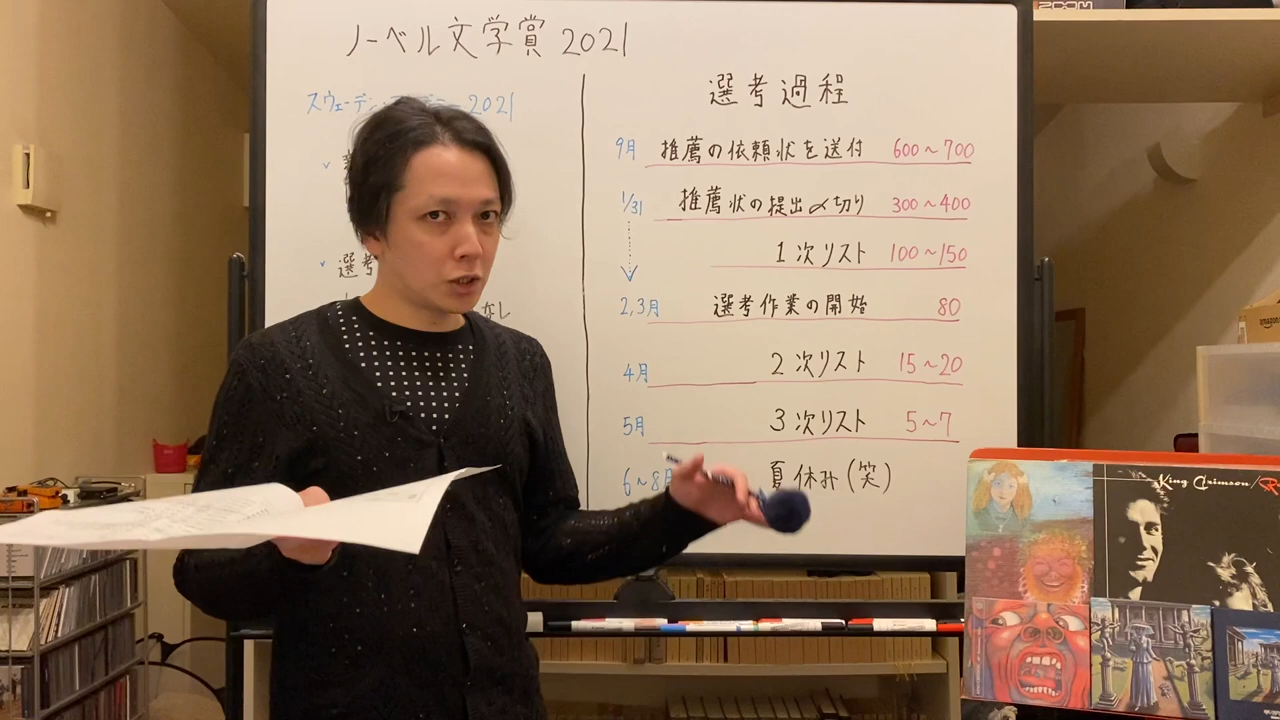 ノーベル文学賞 2021
スウェーデン 2021
選考
なし
選考過程
9月 推薦の依頼状を送付 600〜700
1/31 推薦状の提出〆切り 300〜400
1次リスト 100〜150
2,3月 選考作業の開始 80
4月 2次リスト 15〜20
5月 3次リスト 5〜7
6〜8月 夏休み(笑)
ZOOM
amazon
King Crimson/